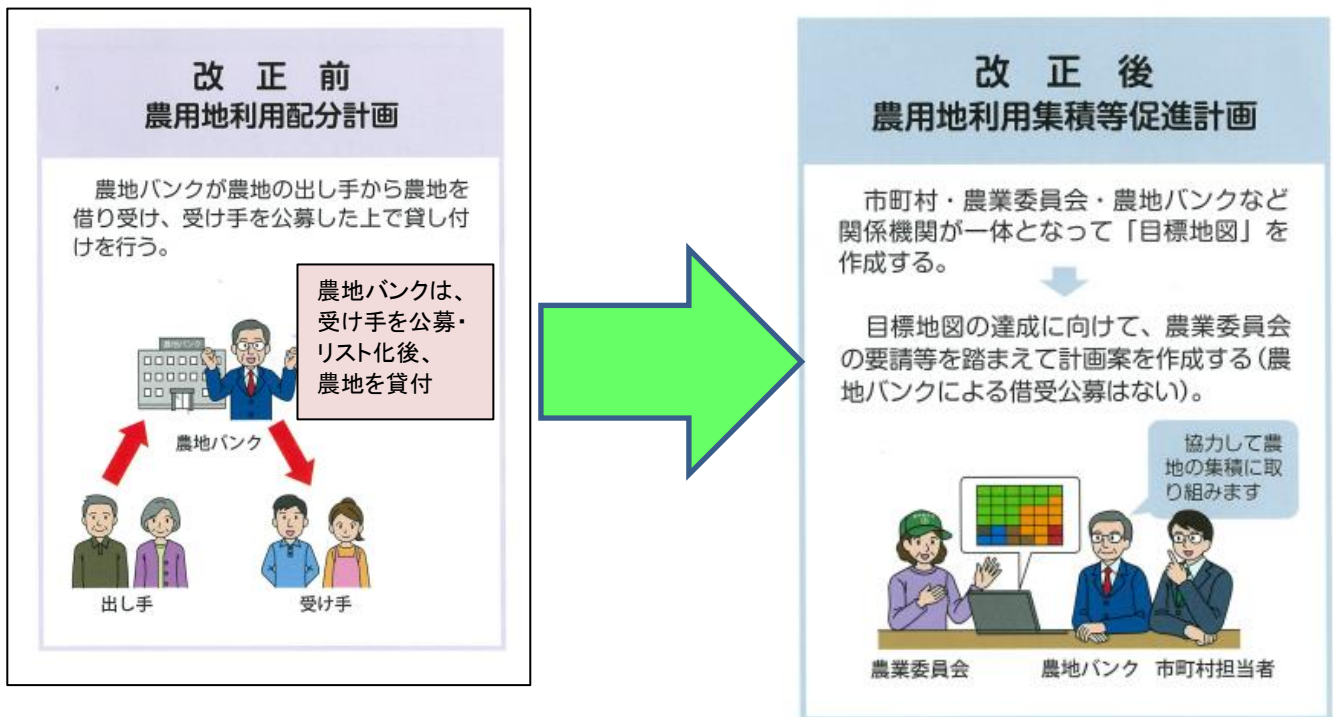 改 正 前
農用地利用配分計画
農地バンクが農地の出し手から農地を
借り受け、受け手を公募した上で貸し付
けを行う。
農地バンクは、
受け手を公募・
リスト化後、
農地を貸付
農地バンク
農地バンク
出し手
受け手
改 正 後
農用地利用集積等促進計画
市町村・農業委員会・農地バンクなど
関係機関が一体となって「目標地図」を
作成する。
目標地図の達成に向けて、農業委員会
の要請等を踏まえて計画案を作成する(農
地バンクによる借受公募はない)。
協力して農
地の集積に取
り組みます
農業委員会
農地バンク
市町村担当者